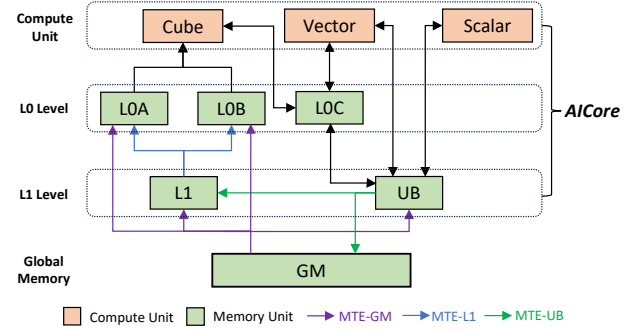 Compute
Unit
Cube
Vector
Scalar
L0 Level
L0A
L0B
L0C
AICore
L1 Level
L1
UB
Global
Memory
GM
Compute Unit
Memory Unit
MTE-GM
MTE-L1
MTE-UB